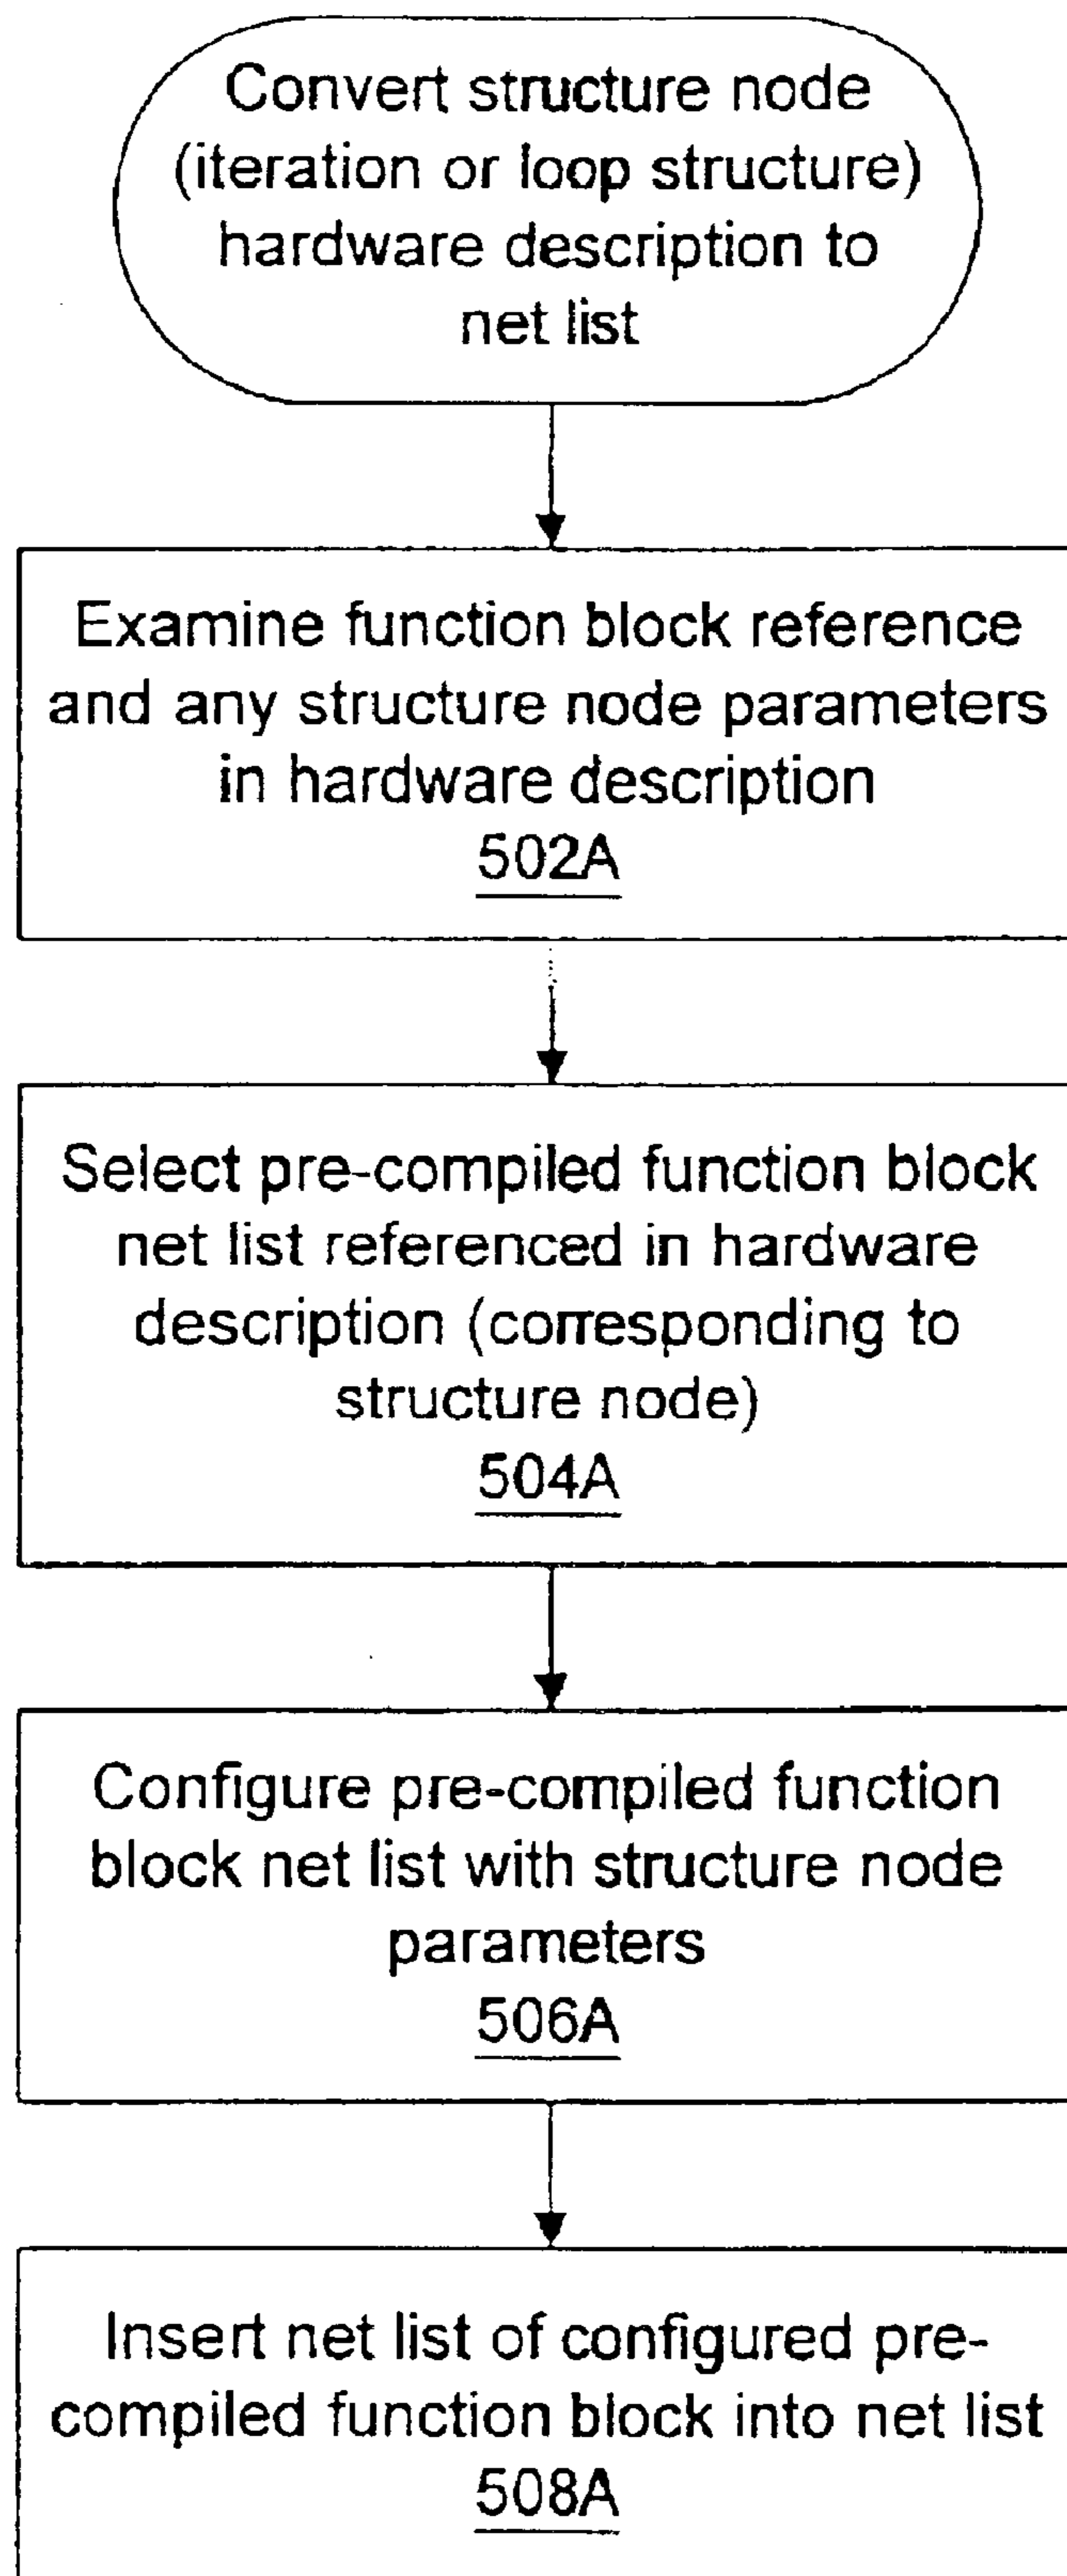 Convert structure node
(iteration or loop structure)
hardware description to
net list
Examine function block reference
and any structure node parameters
in hardware description
502A
Select pre-compiled function block
net list referenced in hardware
description (corresponding to
structure node)
504A
Configure pre-compiled function
block net list with structure node
parameters
506A
Insert net list of configured pre-
compiled function block into net list
508A